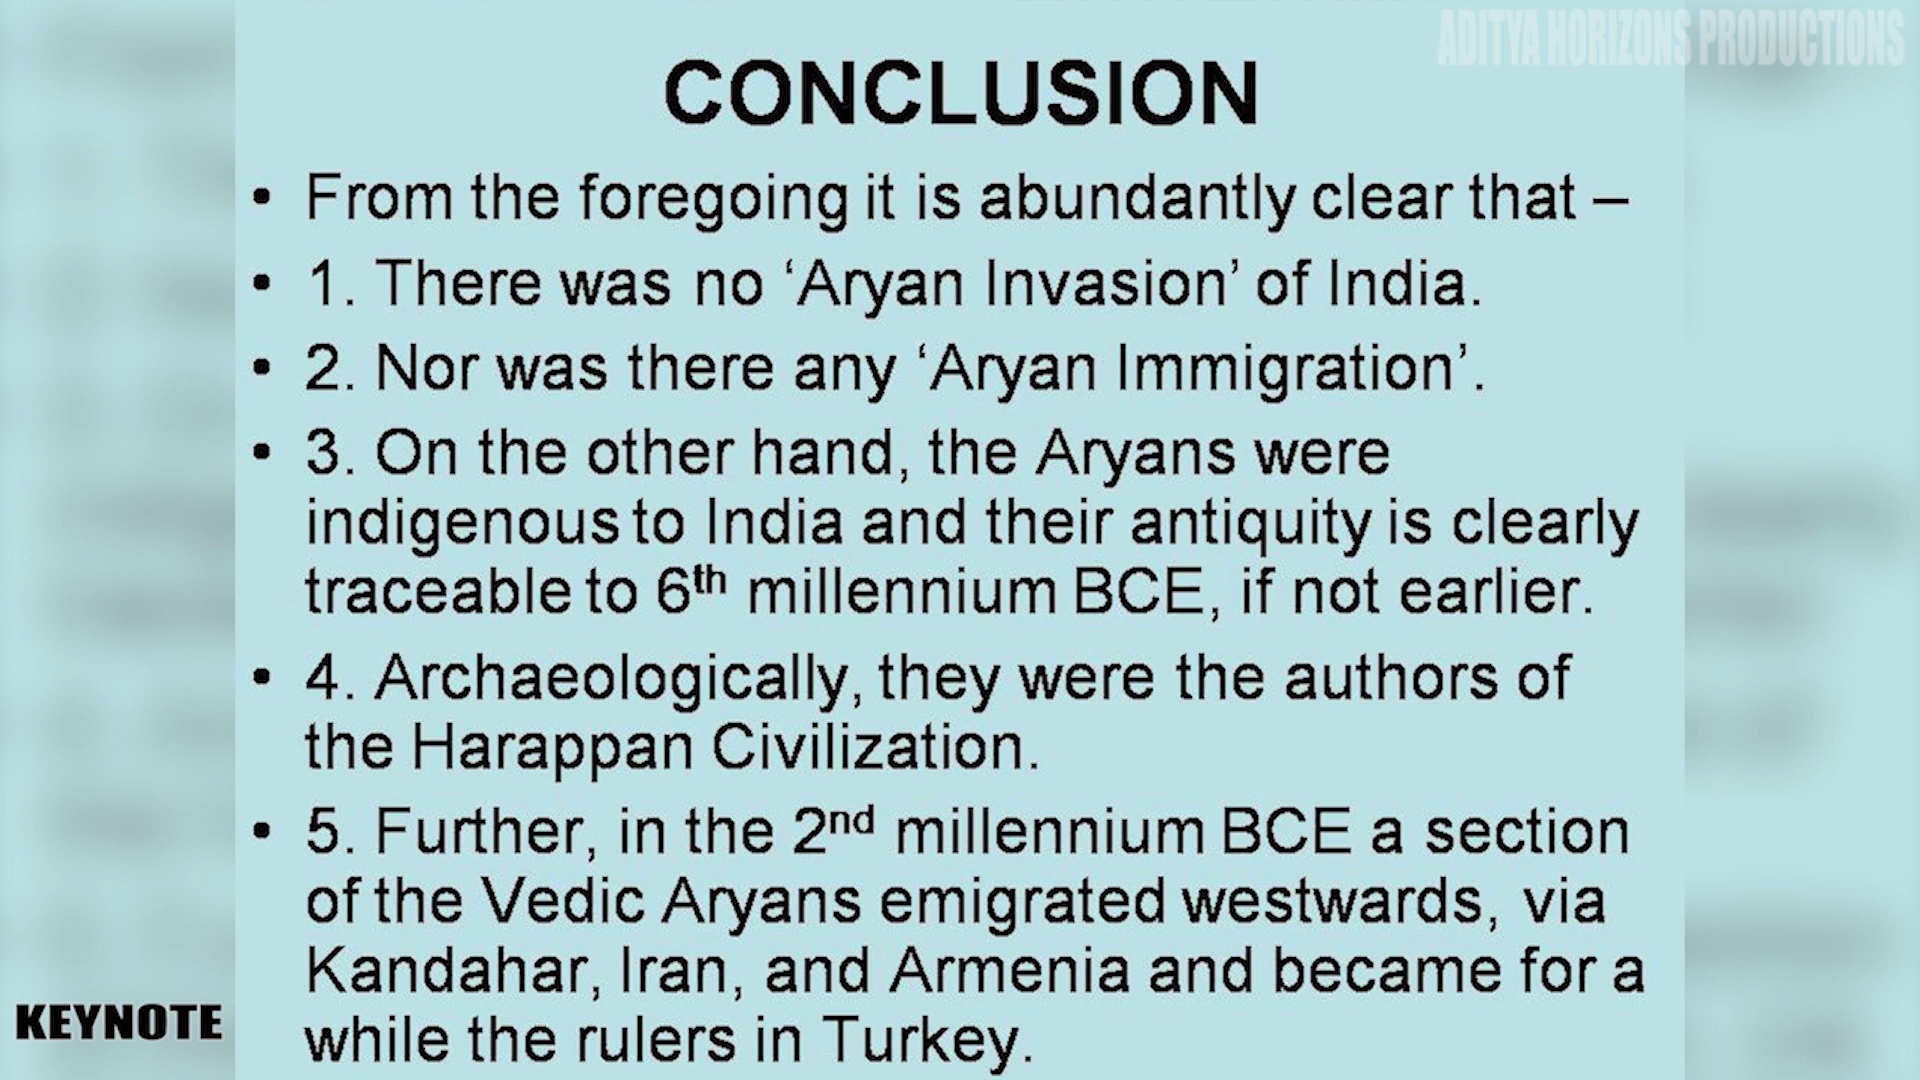 ADITYA HORIZONS PRODUCTIONS
CONCLUSION
• From the foregoing it is abundantly clear that –
• 1. There was no ‘Aryan Invasion’ of India.
• 2. Nor was there any ‘Aryan Immigration’.
• 3. On the other hand, the Aryans were
indigenous to India and their antiquity is clearly
traceable to 6th millennium BCE, if not earlier.
• 4. Archaeologically, they were the authors of
the Harappan Civilization.
• 5. Further, in the 2nd millennium BCE a section
of the Vedic Aryans emigrated westwards, via
Kandahar, Iran, and Armenia and became for a
while the rulers in Turkey.
KEYNOTE